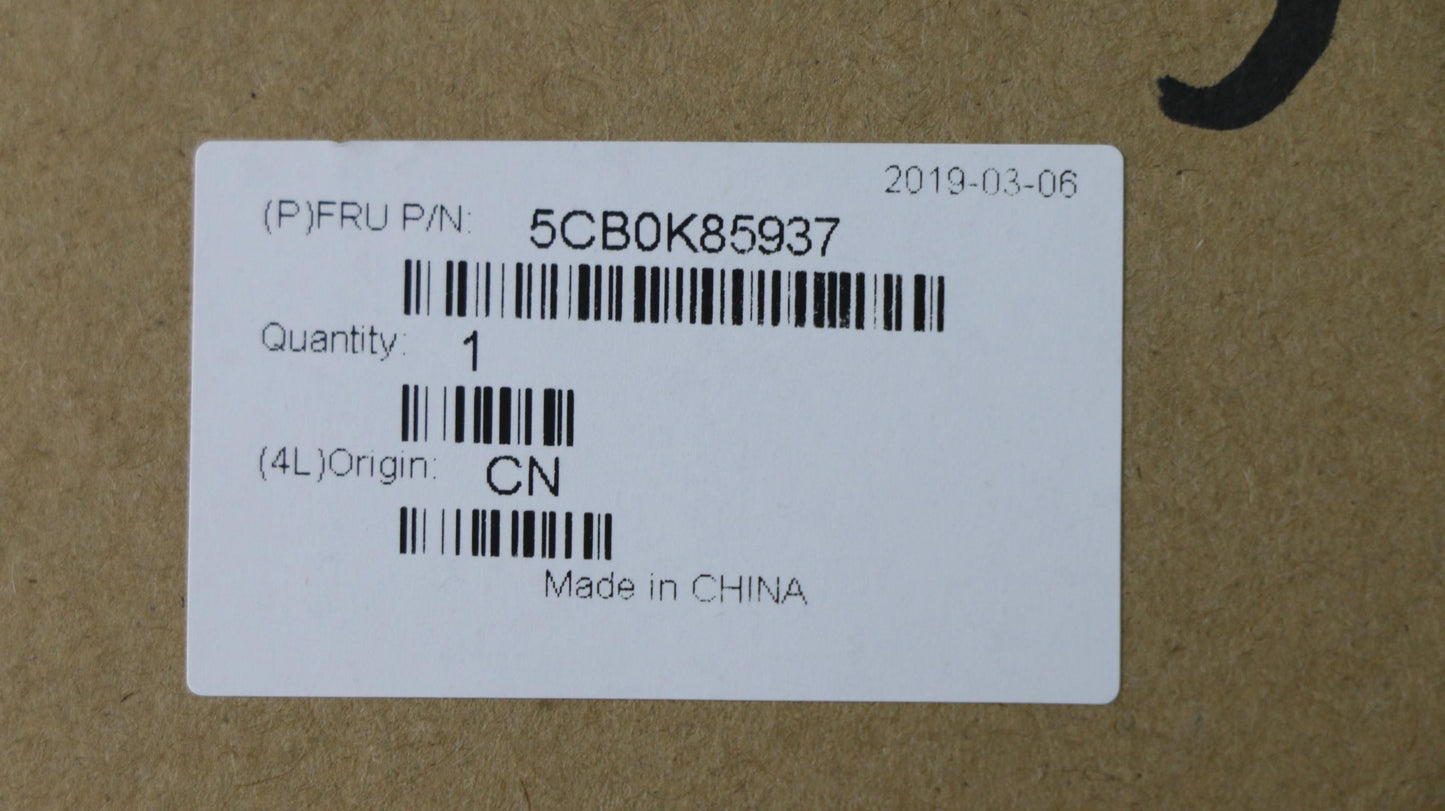 2019-03-06
(P)FRU P/N: 5CB0K85937
Quantity: 1
(4L)Origin: CN
Made in CHINA